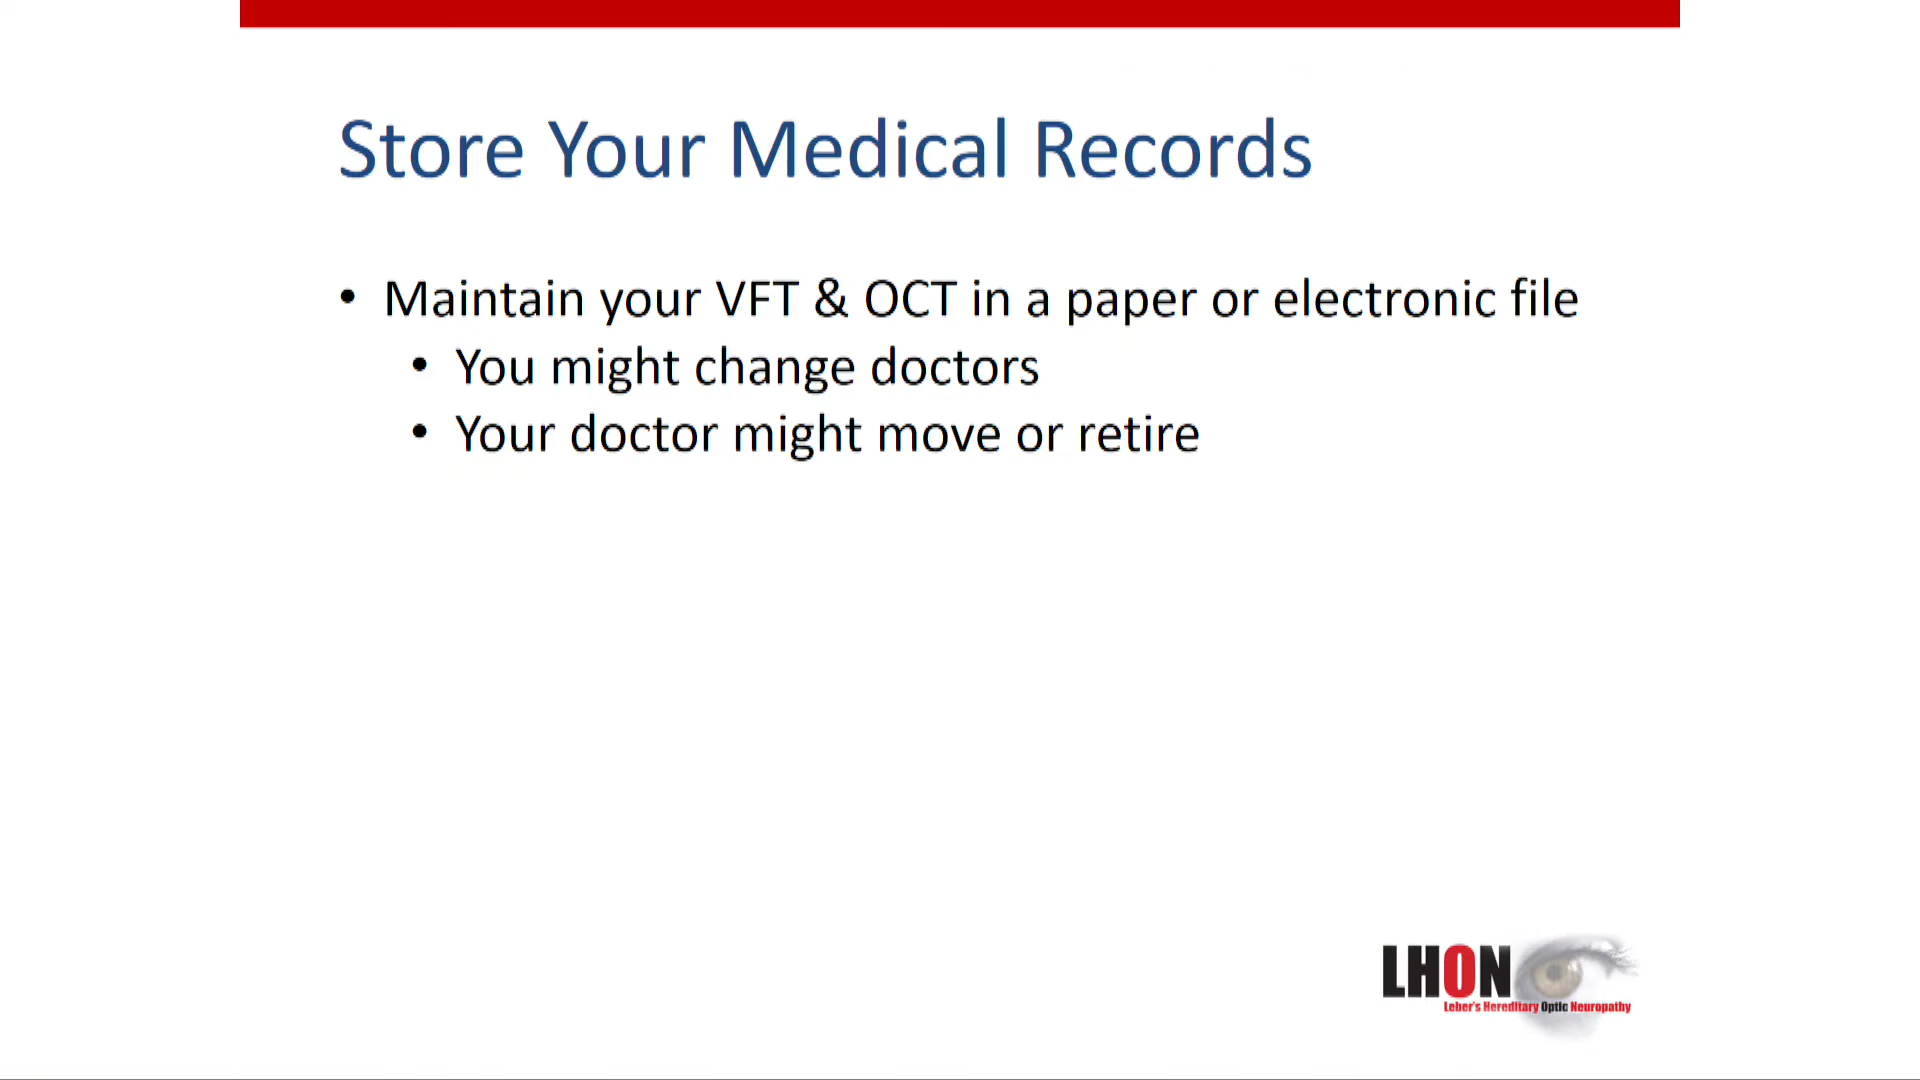 Store Your Medical Records
• Maintain your VFT & OCT in a paper or electronic file
• You might change doctors
• Your doctor might move or retire
LHON
Leber's Hereditary Optic Neuropathy